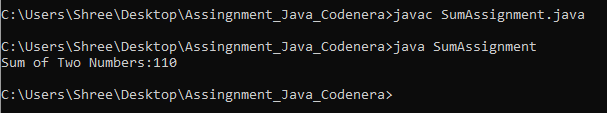 C:\Users\Shree\Desktop\Assingnment_Java_Codenera>javac SumAssignment.java
C:\Users\Shree\Desktop\Assingnment_Java_Codenera>java SumAssignment
Sum of Two Numbers:110
C:\Users\Shree\Desktop\Assingnment_Java_Codenera>